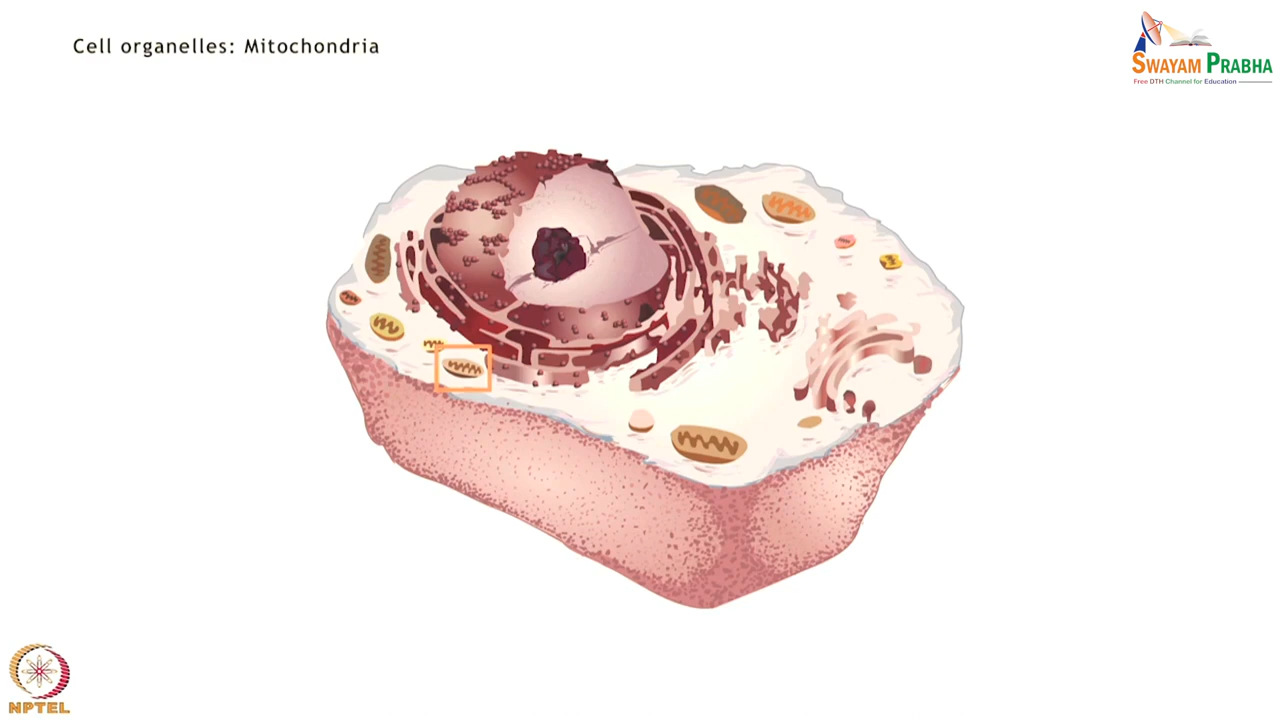 Cell organelles: Mitochondria
SWAYAM PRABHA
Free DTH Channel for Education
NPTEL